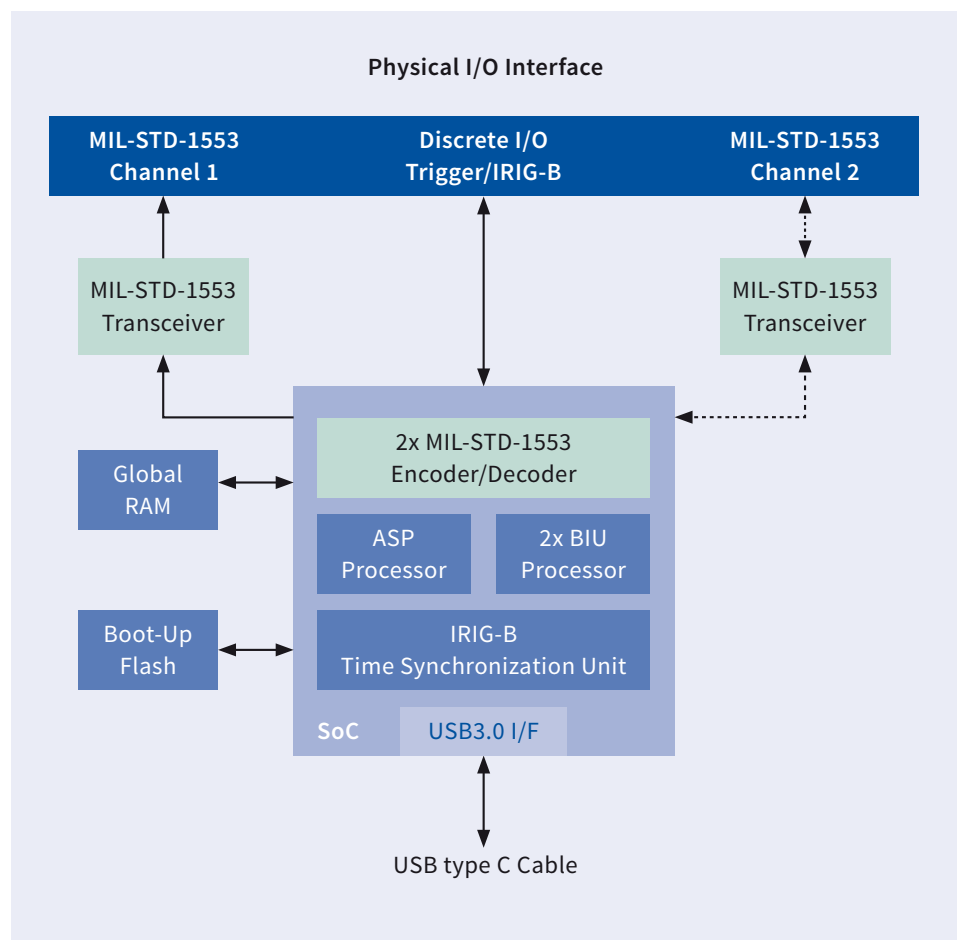 Physical I/O Interface
MIL-STD-1553
Channel 1
Discrete I/O
Trigger/IRIG-B
MIL-STD-1553
Channel 2
MIL-STD-1553
Transceiver
MIL-STD-1553
Transceiver
2x MIL-STD-1553
Encoder/Decoder
Global
RAM
ASP
Processor
2x BIU
Processor
Boot-Up
Flash
IRIG-B
Time Synchronization Unit
SoC
USB3.0 I/F
USB type C Cable